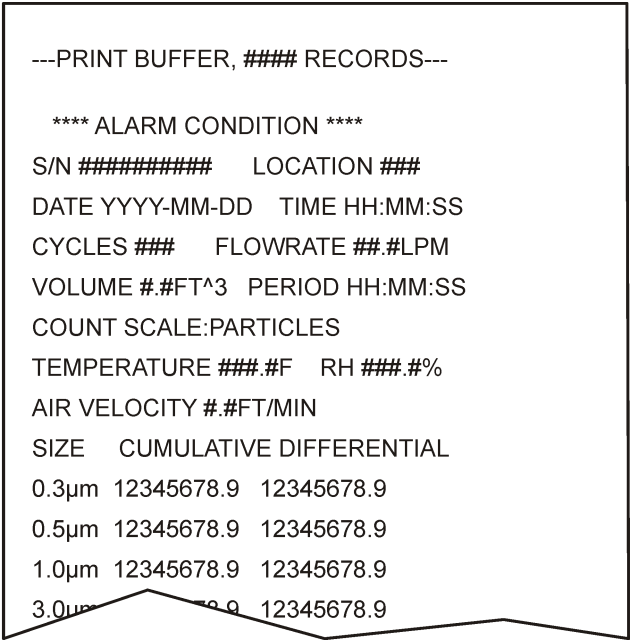 ---PRINT BUFFER, #### RECORDS---
**** ALARM CONDITION ****
S/N ########## LOCATION ###
DATE YYYY-MM-DD TIME HH:MM:SS
CYCLES ### FLOWRATE ##.#LPM
VOLUME #.#FT^3 PERIOD HH:MM:SS
COUNT SCALE:PARTICLES
TEMPERATURE ###.#F RH ###.#%
AIR VELOCITY #.#FT/MIN
SIZE CUMULATIVE DIFFERENTIAL
0.3µm 12345678.9 12345678.9
0.5µm 12345678.9 12345678.9
1.0µm 12345678.9 12345678.9
3.0µm 12345678.9